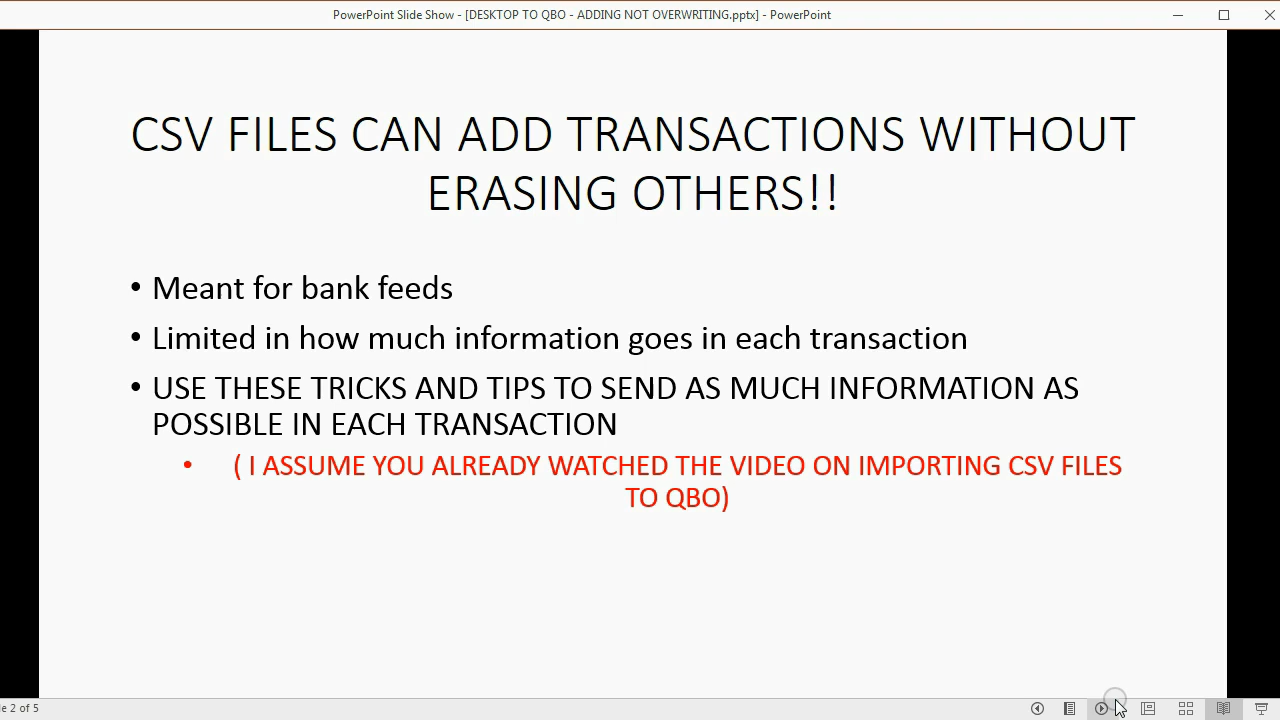 PowerPoint Slide Show - [DESKTOP TO QBO - ADDING NOT OVERWRITING.pptx] - PowerPoint
CSV FILES CAN ADD TRANSACTIONS WITHOUT
ERASING OTHERS!!
• Meant for bank feeds
• Limited in how much information goes in each transaction
• USE THESE TRICKS AND TIPS TO SEND AS MUCH INFORMATION AS
POSSIBLE IN EACH TRANSACTION
• ( I ASSUME YOU ALREADY WATCHED THE VIDEO ON IMPORTING CSV FILES
TO QBO)
le 2 of 5